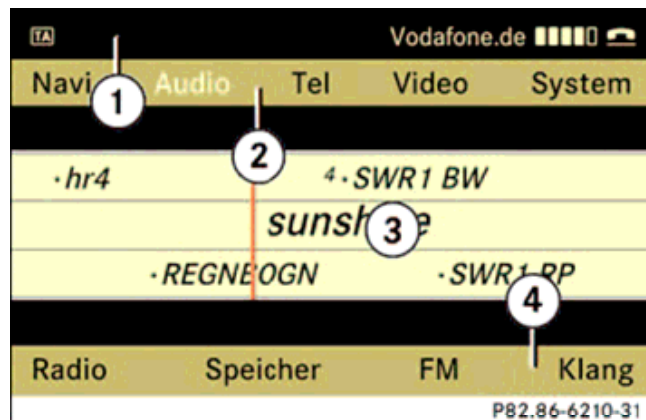 TA Vodafone.de
Navi Audio Tel Video System
1
2
·hr4 4·SWR1 BW
3
·REGNBOGN ·SWR1 RP
4
Radio Speicher FM Klang
P82.86-6210-31